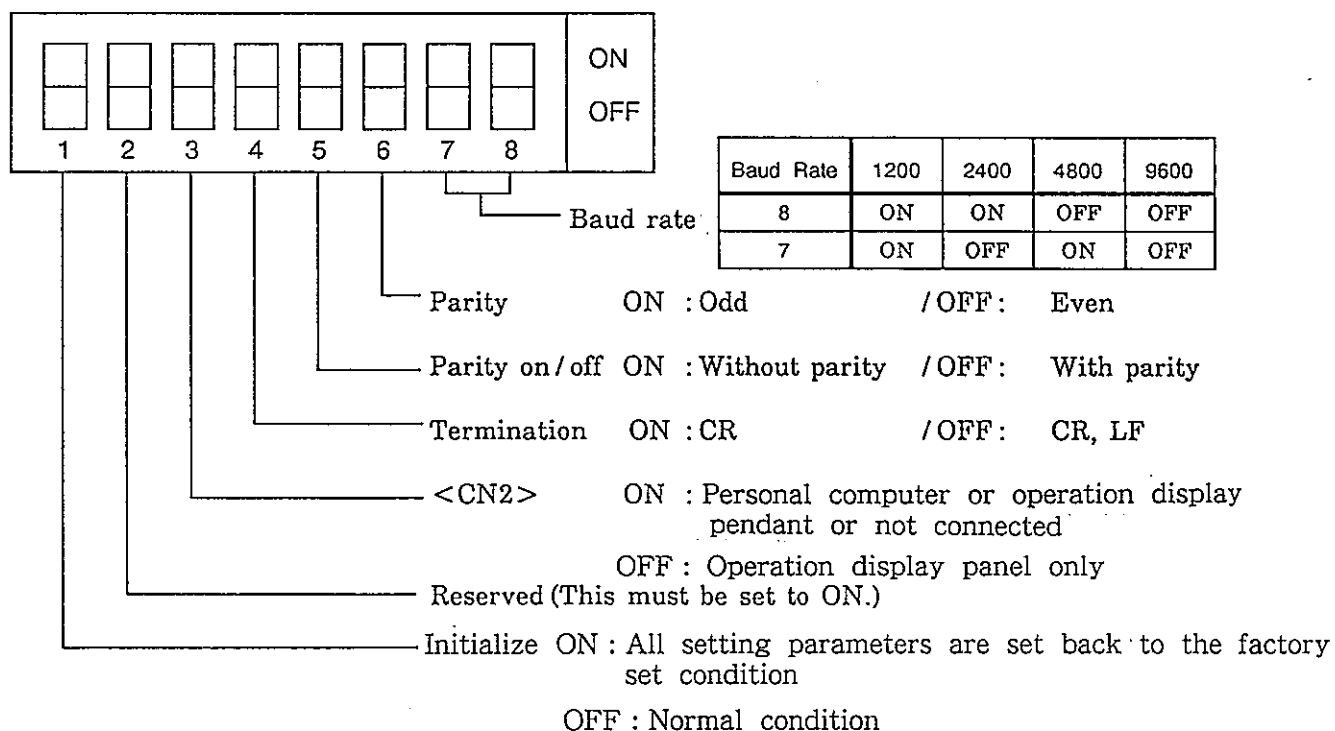 ON
OFF
1 2 3 4 5 6 7 8
Baud rate
Baud Rate 1200 2400 4800 9600
8 ON ON OFF OFF
7 ON OFF ON OFF
Parity ON : Odd / OFF : Even
Parity on / off ON : Without parity / OFF : With parity
Termination ON : CR / OFF : CR, LF
<CN2> ON : Personal computer or operation display
pendant or not connected
OFF : Operation display panel only
Reserved (This must be set to ON.)
Initialize ON : All setting parameters are set back to the factory
set condition
OFF : Normal condition